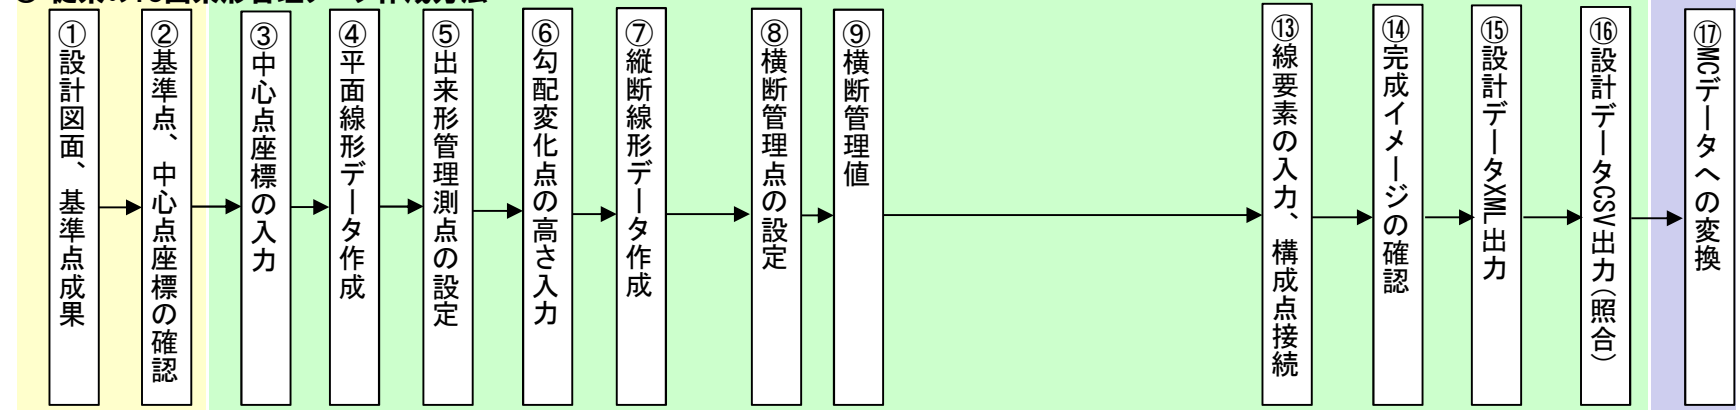 ①設計図面、基準点成果
②基準点、中心点座標の確認
③中心点座標の入力
④平面線形データ作成
⑤出来形管理測点の設定
⑥勾配変化点の高さ入力
⑦縦断線形データ作成
⑧横断管理点の設定
⑨横断管理値
⑬線要素の入力、構成点接続
⑭完成イメージの確認
⑮設計データXML出力
⑯設計データCSV出力(照合)
⑰MCデータへの変換